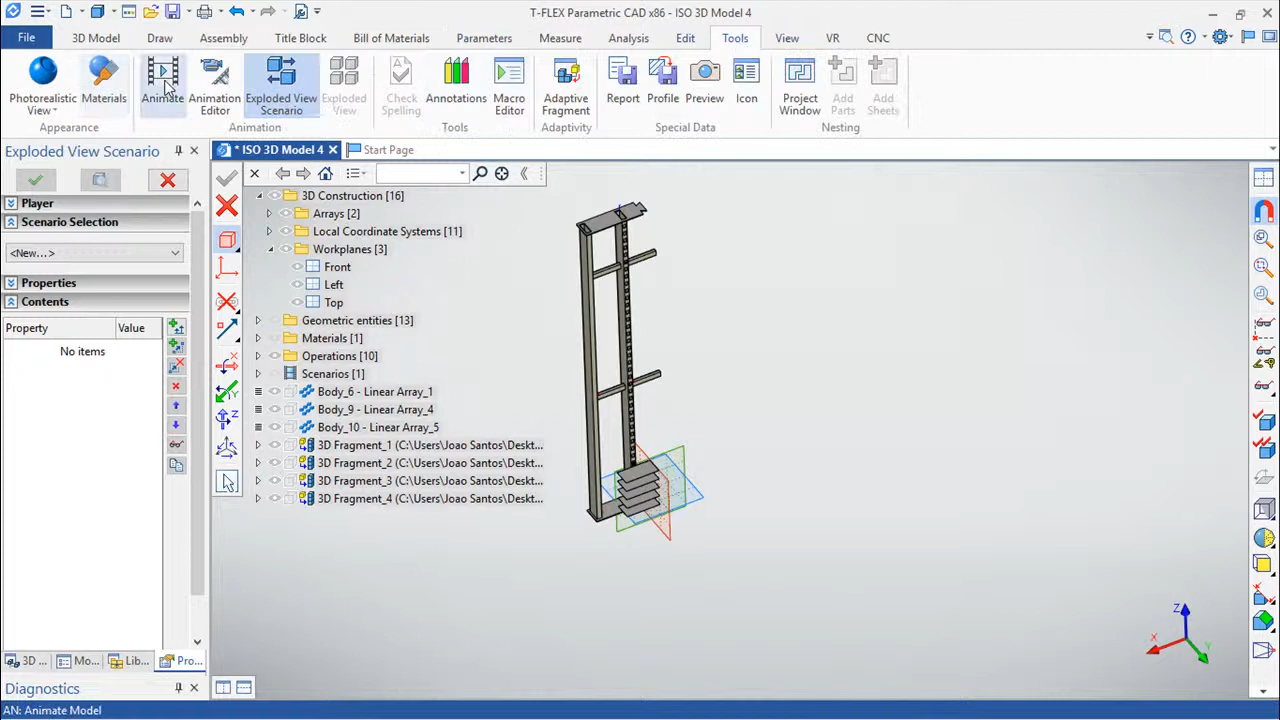 T-FLEX Parametric CAD x86 - ISO 3D Model 4
File 3D Model Draw Assembly Title Block Bill of Materials Parameters Measure Analysis Edit Tools View VR CNC
Photorealistic View Materials Animate Animation Editor Exploded View Scenario Exploded View Check Spelling Annotations Macro Editor Adaptive Fragment Report Profile Preview Icon Project Window Add Parts Add Sheets
Appearance Animation Tools Adaptivity Special Data Nesting
Exploded View Scenario
* ISO 3D Model 4 Start Page
Player
Scenario Selection
<New...>
Properties
Contents
Property Value
No items
3D Construction [16]
Arrays [2]
Local Coordinate Systems [11]
Workplanes [3]
Front
Left
Top
Geometric entities [13]
Materials [1]
Operations [10]
Scenarios [1]
Body_6 - Linear Array_1
Body_9 - Linear Array_4
Body_10 - Linear Array_5
3D Fragment_1 (C:\Users\Joao Santos\Deskt...
3D Fragment_2 (C:\Users\Joao Santos\Deskt...
3D Fragment_3 (C:\Users\Joao Santos\Deskt...
3D Fragment_4 (C:\Users\Joao Santos\Deskt...
Z
X
Y
3D ... Mo... Lib... Pro...
Diagnostics
AN: Animate Model